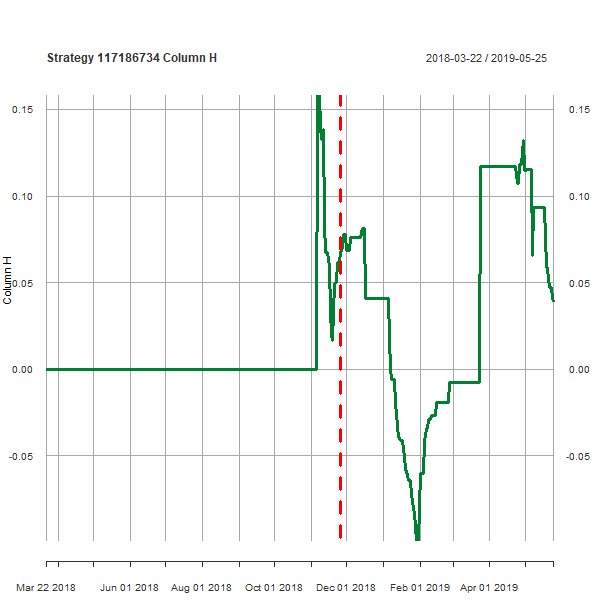 Strategy 117186734 Column H
2018-03-22 / 2019-05-25
0.15
0.15
0.10
0.10
0.05
0.05
Column H
0.00
0.00
-0.05
-0.05
Mar 22 2018
Jun 01 2018
Aug 01 2018
Oct 01 2018
Dec 01 2018
Feb 01 2019
Apr 01 2019